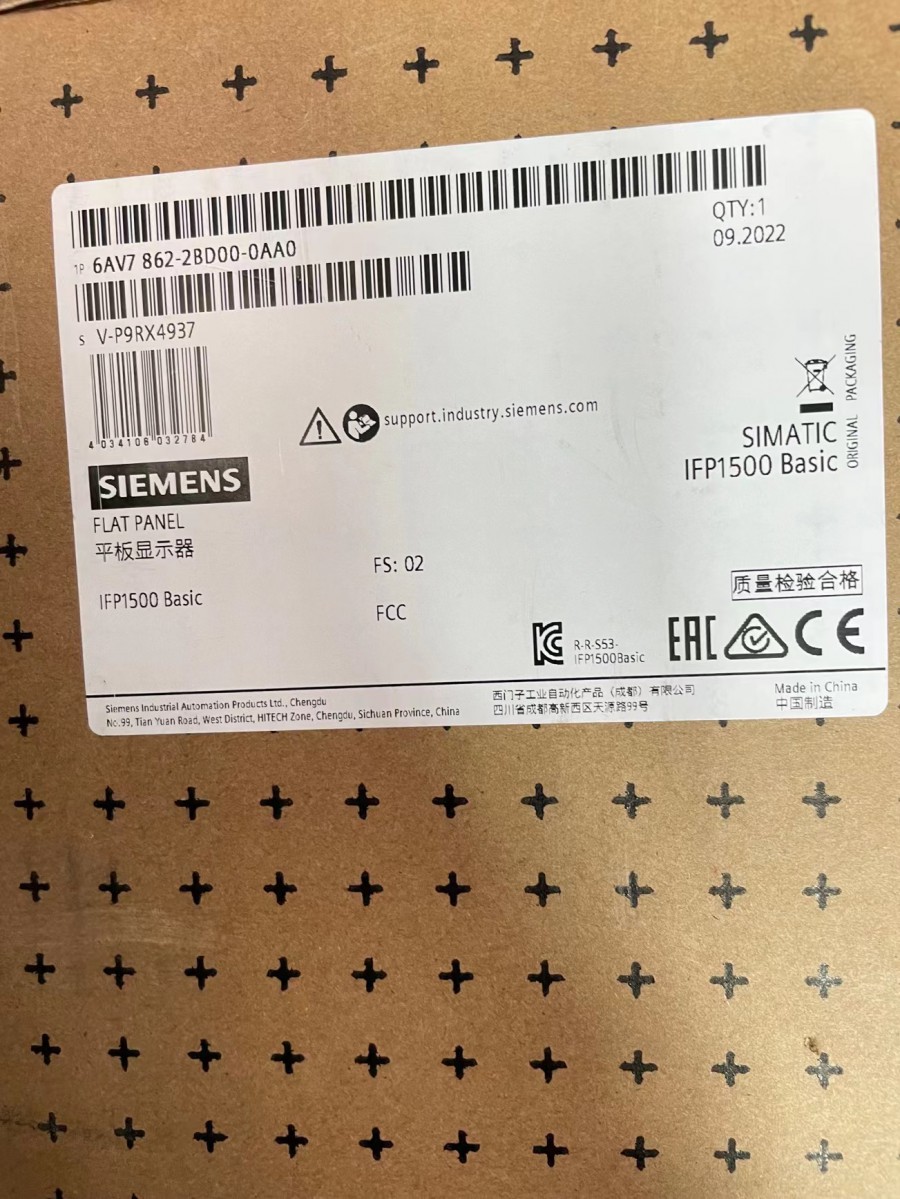 QTY:1
09.2022
1P 6AV7 862-2BD00-0AA0
S V-P9RX4937
4 034106 032784
support.industry.siemens.com
ORIGINAL PACKAGING
SIMATIC
IFP1500 Basic
SIEMENS
FLAT PANEL
平板显示器
FS: 02
IFP1500 Basic
FCC
质量检验合格
R-R-S53-
IFP1500Basic
EAC
CE
Siemens Industrial Automation Products Ltd., Chengdu
No.99, Tian Yuan Road, West District, HITECH Zone, Chengdu, Sichuan Province, China
西门子工业自动化产品（成都）有限公司
四川省成都高新西区天源路99号
Made in China
中国制造